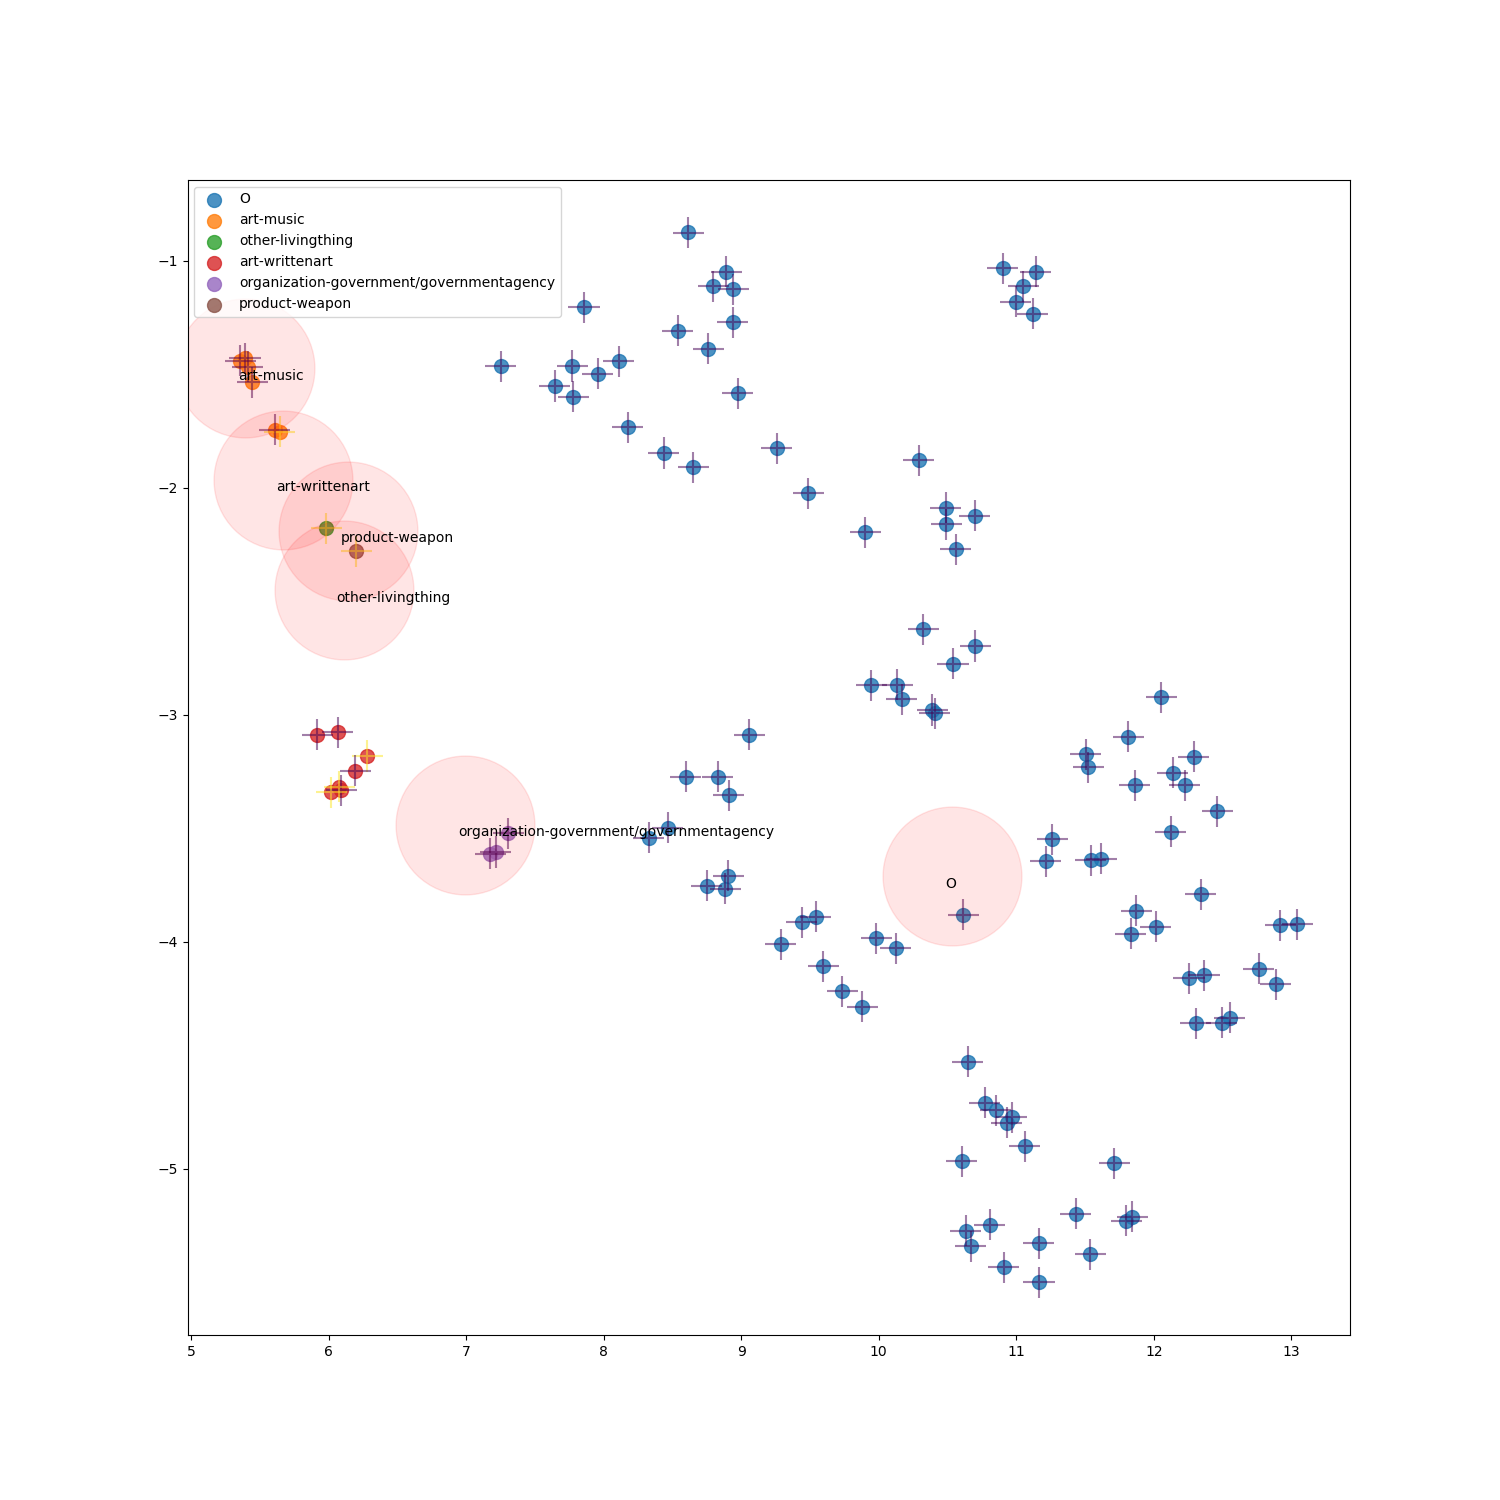 O
art-music
other-livingthing
art-writtenart
organization-government/governmentagency
product-weapon
−1
art-music
−2
art-writtenart
product-weapon
other-livingthing
−3
organization-government/governmentagency
O
−4
−5
5 6 7 8 9 10 11 12 13